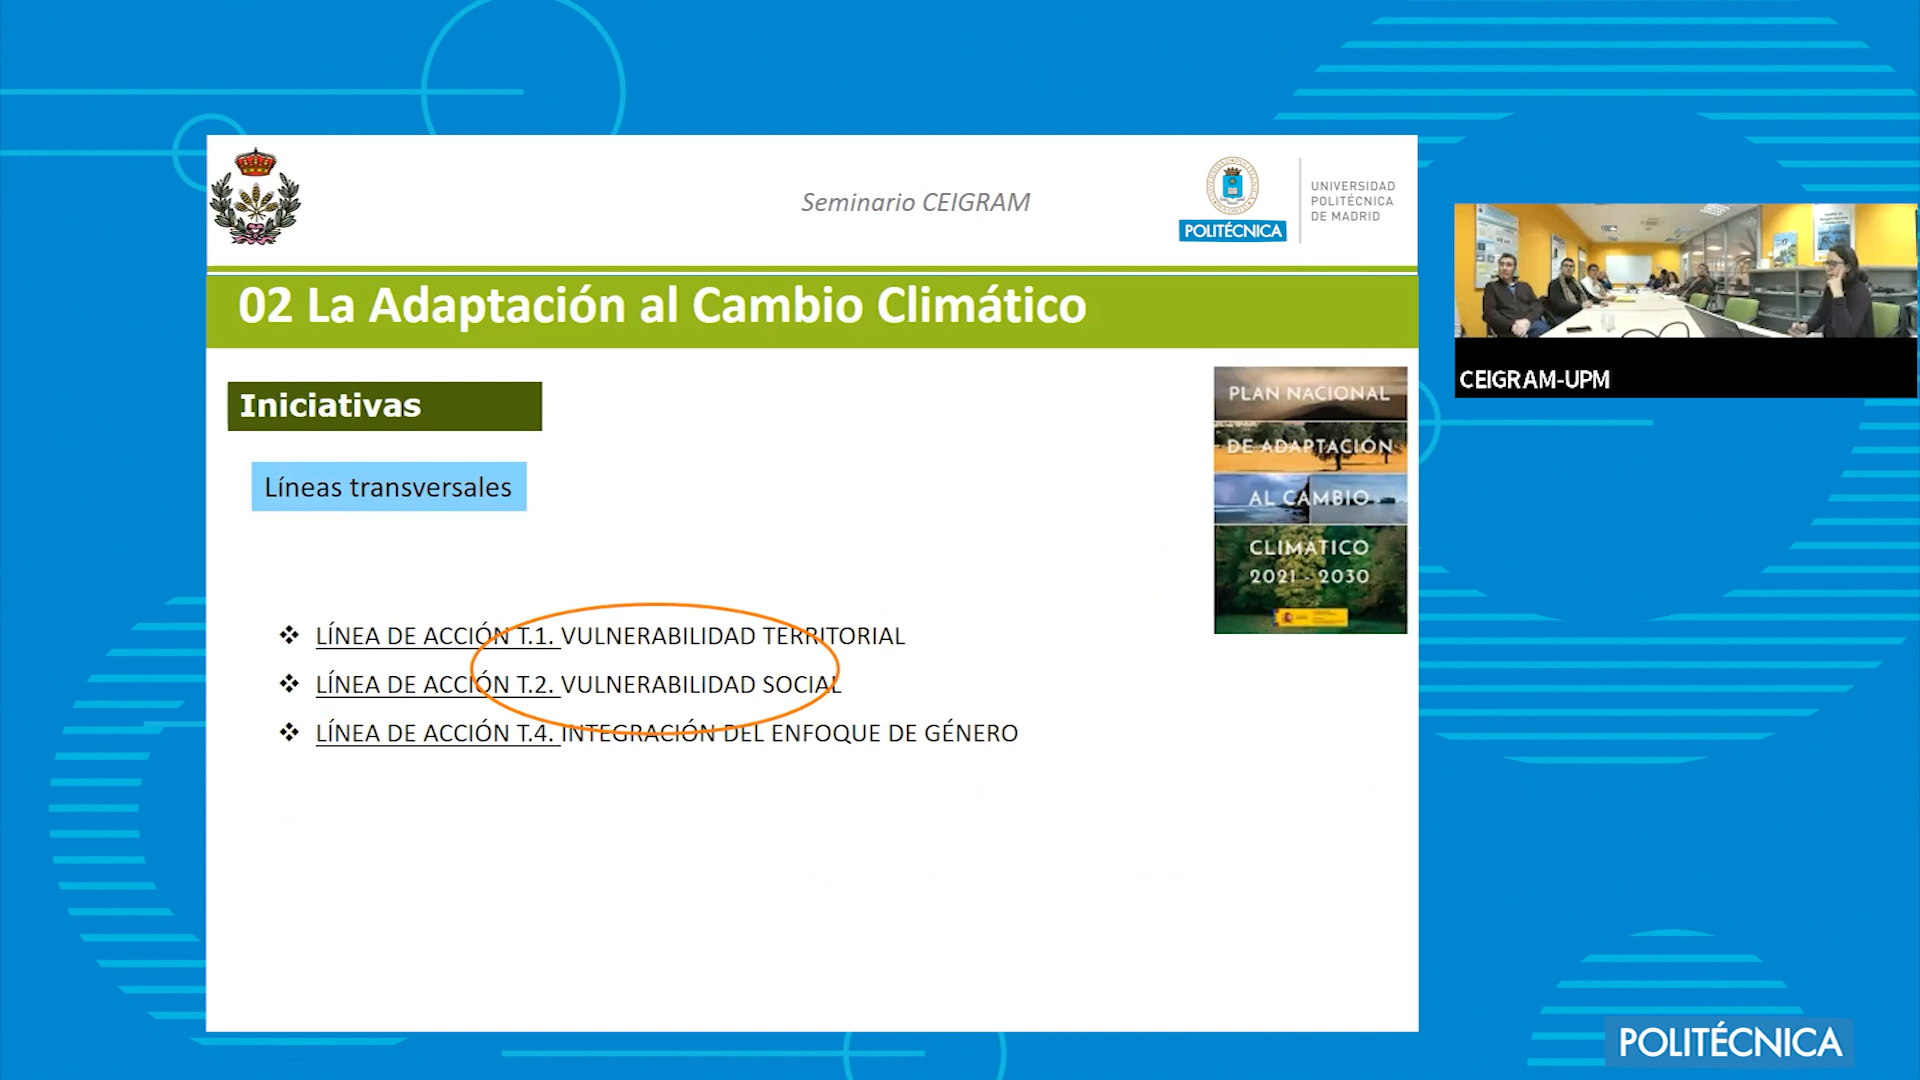 Seminario CEIGRAM
POLITÉCNICA
UNIVERSIDAD
POLITÉCNICA
DE MADRID
02 La Adaptación al Cambio Climático
Iniciativas
Líneas transversales
PLAN NACIONAL
DE ADAPTACIÓN
AL CAMBIO
CLIMÁTICO
2021 - 2030
❖ LÍNEA DE ACCIÓN T.1. VULNERABILIDAD TERRITORIAL
❖ LÍNEA DE ACCIÓN T.2. VULNERABILIDAD SOCIAL
❖ LÍNEA DE ACCIÓN T.4. INTEGRACIÓN DEL ENFOQUE DE GÉNERO
CEIGRAM-UPM
POLITÉCNICA